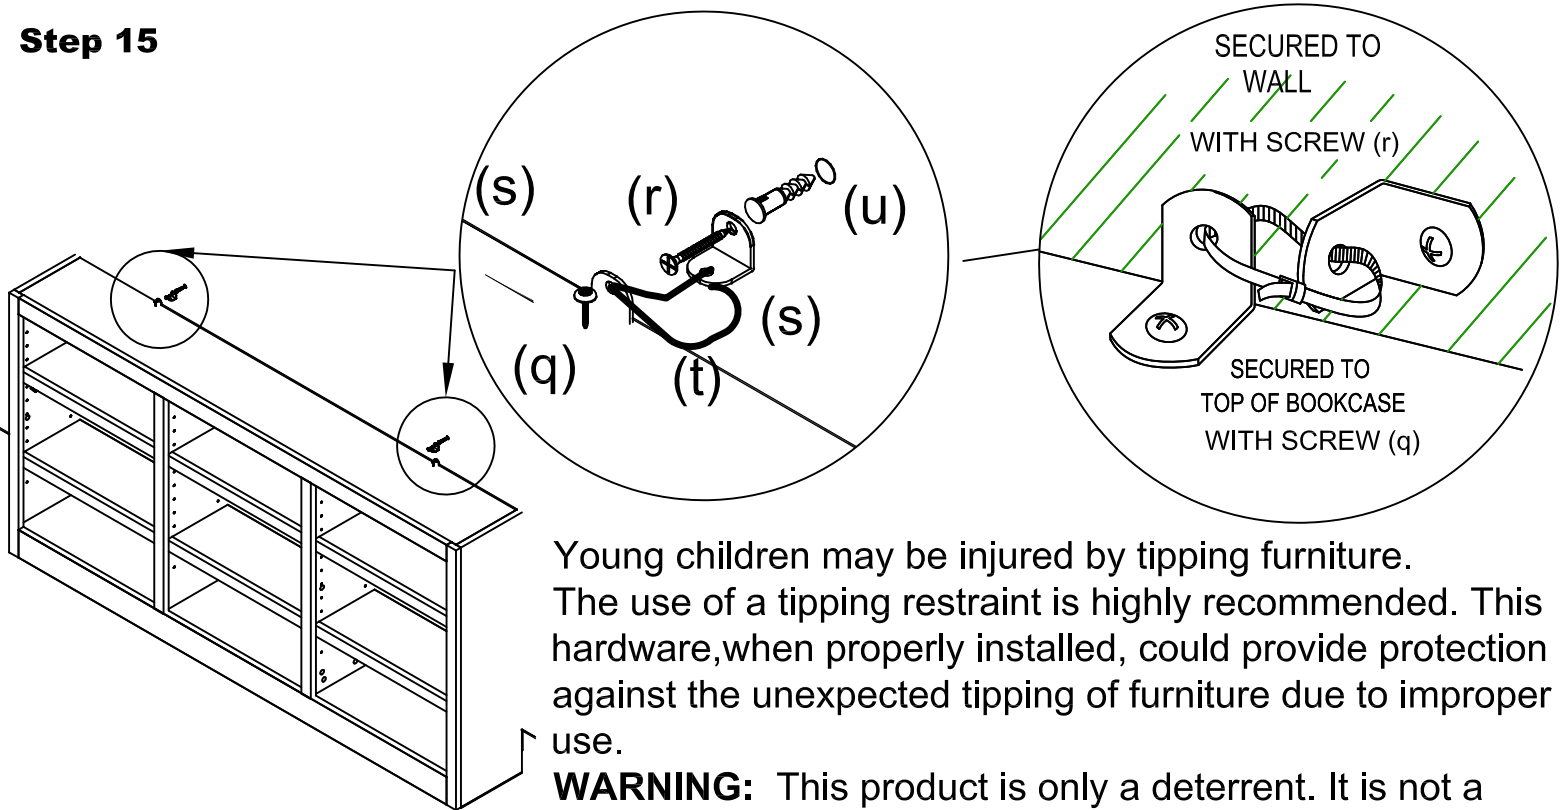 Step 15
(s)
(r)
(u)
(s)
(q)
(t)
SECURED TO
WALL
WITH SCREW (r)
SECURED TO
TOP OF BOOKCASE
WITH SCREW (q)
Young children may be injured by tipping furniture.
The use of a tipping restraint is highly recommended. This
hardware,when properly installed, could provide protection
against the unexpected tipping of furniture due to improper
use.
WARNING: This product is only a deterrent. It is not a